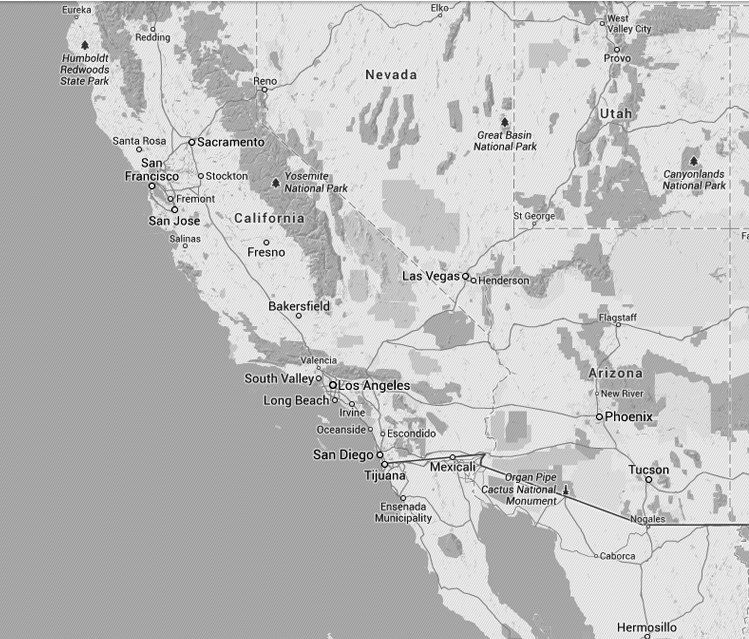 Eureka
Elko
West
Valley City
Redding
Provo
Humboldt
Redwoods
State Park
Nevada
Reno
Utah
Great Basin
National Park
Santa Rosa
Sacramento
San
Francisco
Stockton
Yosemite
National Park
Canyonlands
National Park
Fremont
San Jose
California
St George
Salinas
Fresno
Las Vegas
Henderson
Bakersfield
Flagstaff
Valencia
South Valley
Los Angeles
Arizona
Long Beach
Irvine
New River
Phoenix
Oceanside
Escondido
San Diego
Tijuana
Mexicali
Organ Pipe
Cactus National
Monument
Tucson
Ensenada
Municipality
Nogales
Caborca
Hermosillo